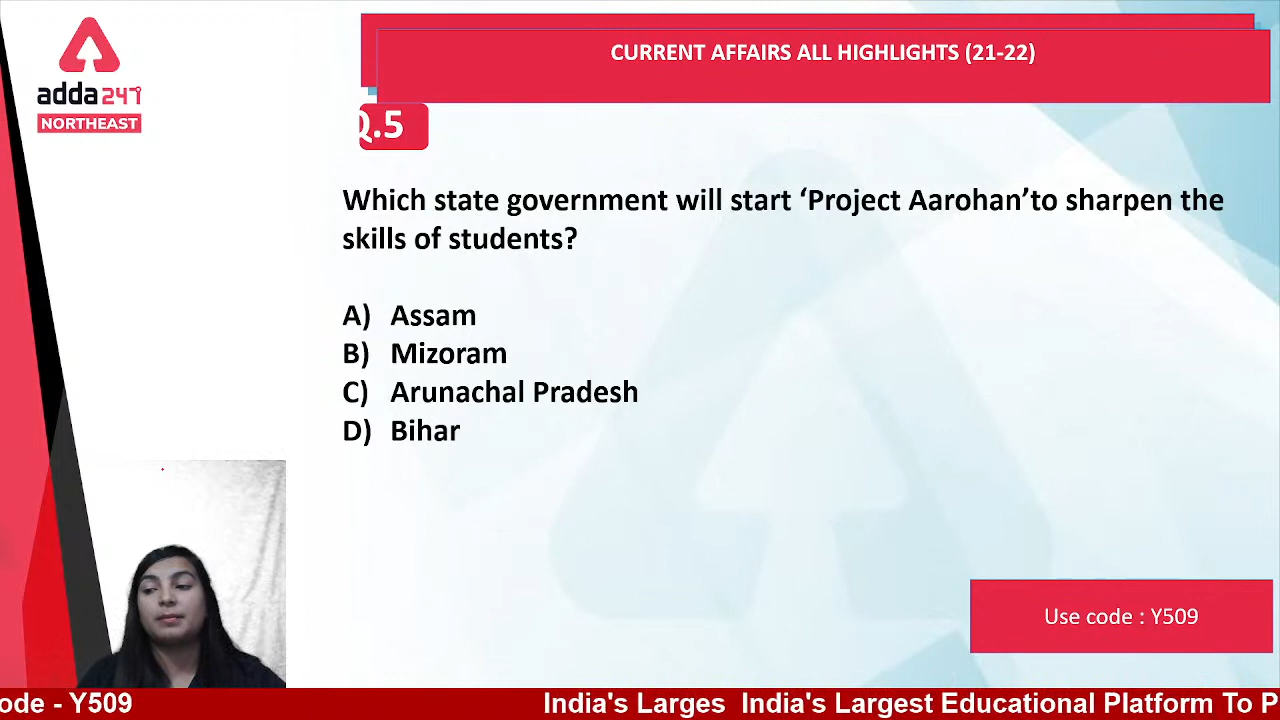 CURRENT AFFAIRS ALL HIGHLIGHTS (21-22)
adda247
NORTHEAST
Q.5
Which state government will start ‘Project Aarohan’to sharpen the
skills of students?
A) Assam
B) Mizoram
C) Arunachal Pradesh
D) Bihar
Use code : Y509
ode - Y509 India's Larges India's Largest Educational Platform To P